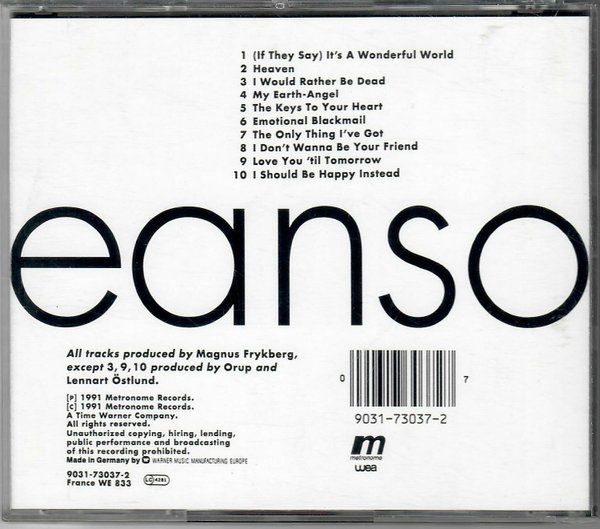 1 (If They Say) It's A Wonderful World
2 Heaven
3 I Would Rather Be Dead
4 My Earth-Angel
5 The Keys To Your Heart
6 Emotional Blackmail
7 The Only Thing I've Got
8 I Don't Wanna Be Your Friend
9 Love You 'til Tomorrow
10 I Should Be Happy Instead
eanso
All tracks produced by Magnus Frykberg,
except 3, 9, 10 produced by Orup and
Lennart Östlund.
[P] 1991 Metronome Records.
[C] 1991 Metronome Records.
A Time Warner Company.
All rights reserved.
Unauthorized copying, hiring, lending,
public performance and broadcasting
of this recording prohibited.
Made in Germany by WARNER MUSIC MANUFACTURING EUROPE
9031-73037-2
France WE 833
LC 4281
0 7
9031-73037-2
m
metronome
wea